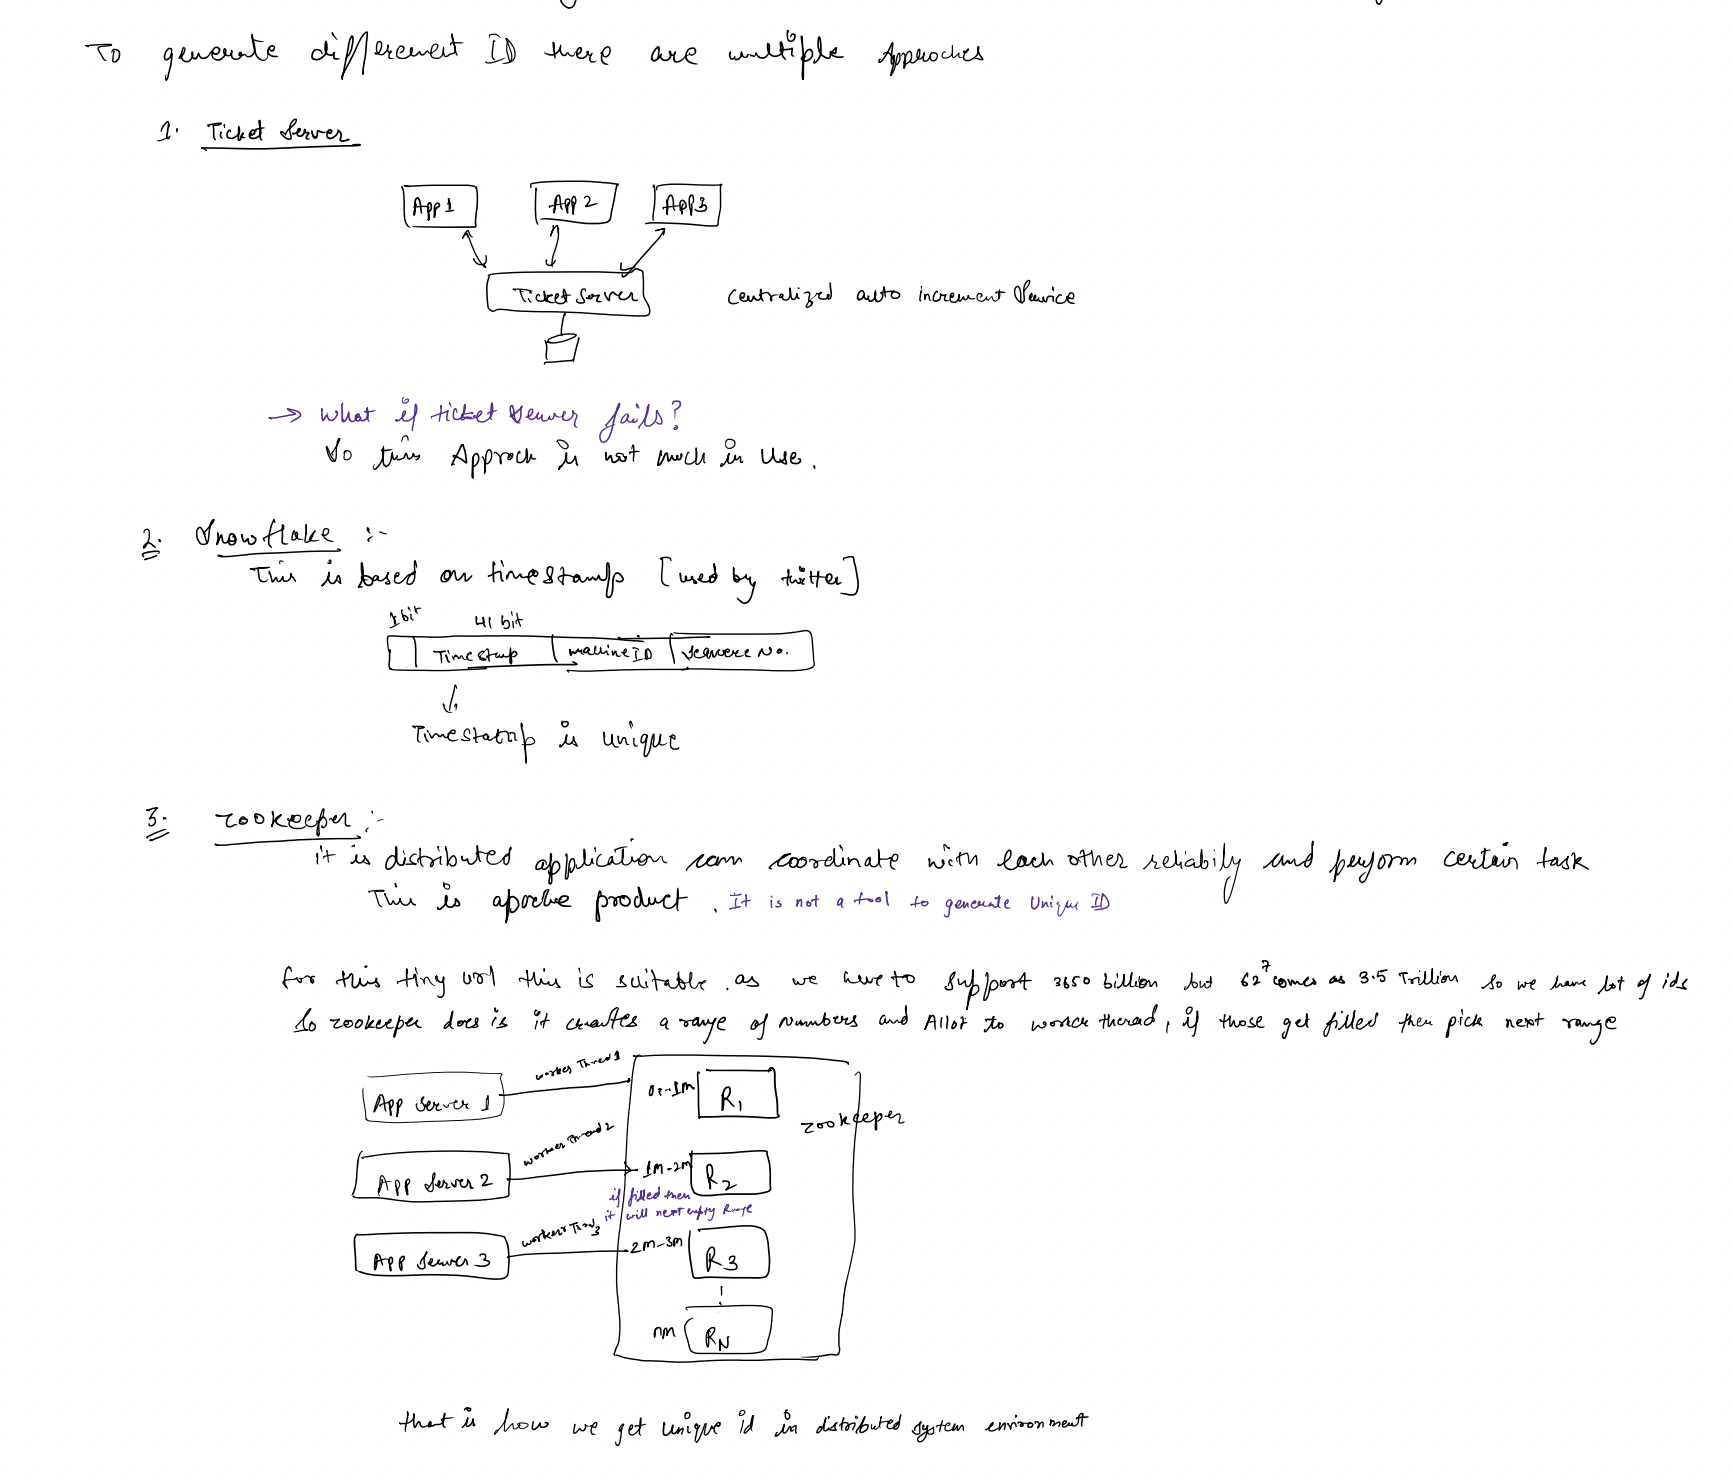 To generate differenent ID there are multiple Approches
1. Ticket Server
App 1
App 2
App3
Ticket Server
centralized auto increment Service
→ What if ticket server fails?
So this Approch is not much in use.
2. Snowflake :-
This is based on timestamp [used by twitter]
1 bit
41 bit
Timestamp
machine ID
No.
Timestamp is unique
3. zookeeper :-
it is distributed application can coordinate with each other reliabily and perform certain task
This is apache product . It is not a tool to generate Unique ID
for this tiny url this is suitable. as we have to support 3650 billion but 62^7 comes as 3.5 Trillion so we have lot of ids
So zookeeper does is it creates a range of numbers and Allot to worker theread, if those get filled then pick next range
App Server 1
worker Thread 1
0-1m
R1
zookeeper
App Server 2
worker Thread 2
1m-2m
R2
if filled then
it will next empty Range
App Server 3
worker 3
2m-3m
R3
nm
RN
that is how we get unique id in distributed system environment